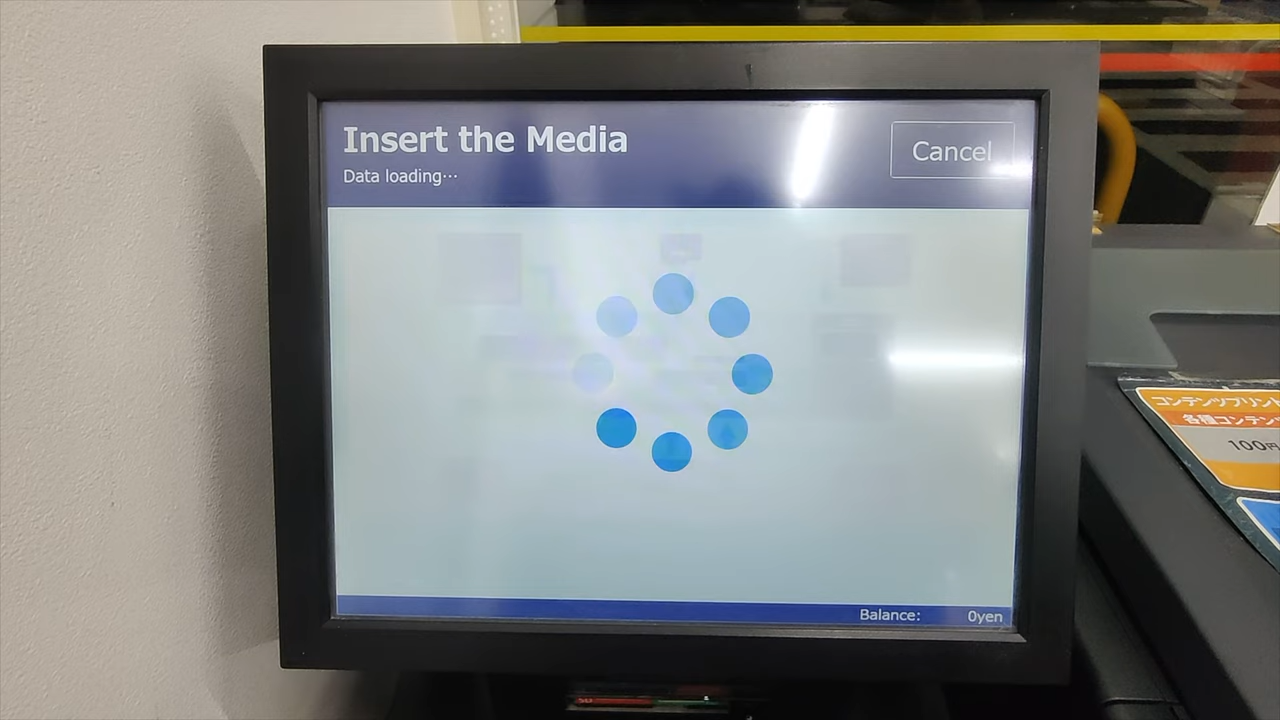 Insert the Media
Data loading…
Cancel
Balance: 0yen
コンテンツプリント
各種コンテン
100円